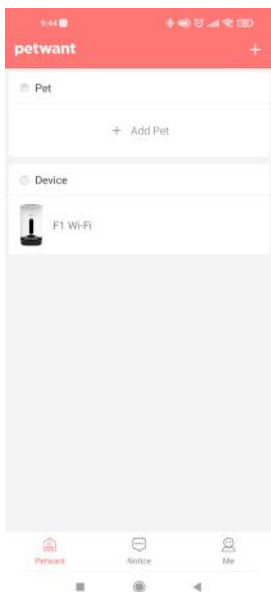 9:44
petwant
+
Pet
+ Add Pet
Device
F1 Wi-Fi
Petwant
Notice
Me